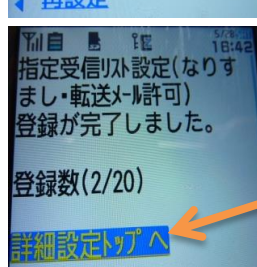 再設定
18:42
指定受信リスト設定(なりす
まし・転送メール許可)
登録が完了しました。
登録数(2/20)
詳細設定トップへ